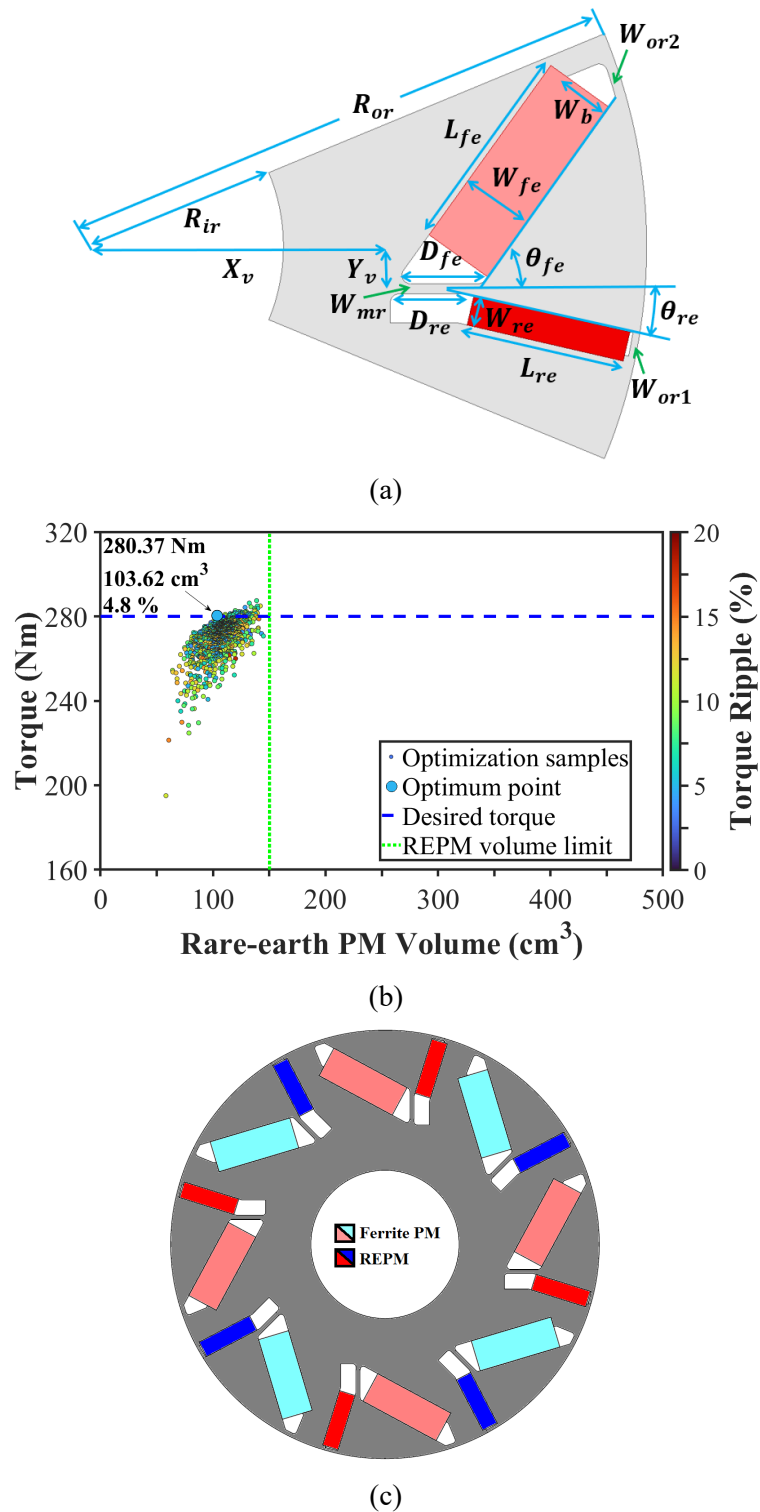 W_or2
R_or
W_b
L_fe
W_fe
R_ir
D_fe
θ_fe
X_v
Y_v
W_mr
D_re
W_re
θ_re
L_re
W_or1
(a)
320
280
240
200
160
Torque (Nm)
280.37 Nm
103.62 cm³
4.8 %
Optimization samples
Optimum point
Desired torque
REPM volume limit
0
100
200
300
400
500
Rare-earth PM Volume (cm³)
20
15
10
5
0
Torque Ripple (%)
(b)
Ferrite PM
REPM
(c)